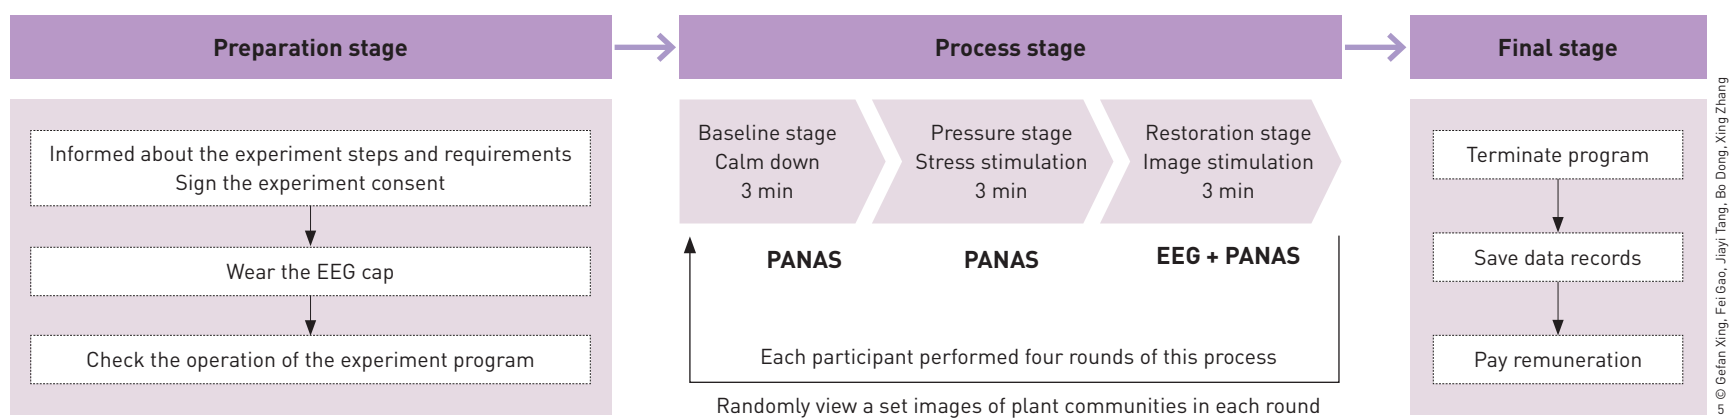 Preparation stage
Process stage
Final stage
Informed about the experiment steps and requirements
Sign the experiment consent
Wear the EEG cap
Check the operation of the experiment program
Baseline stage
Calm down
3 min
Pressure stage
Stress stimulation
3 min
Restoration stage
Image stimulation
3 min
PANAS
PANAS
EEG + PANAS
Each participant performed four rounds of this process
Randomly view a set images of plant communities in each round
Terminate program
Save data records
Pay remuneration
© Gefan Xing, Fei Gao, Jiayi Tang, Bo Dong, Xing Zhang